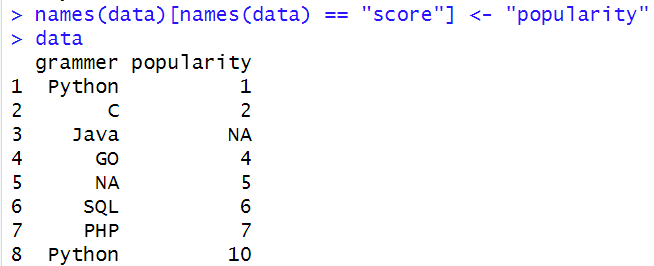 > names(data)[names(data) == "score"] <- "popularity"
> data
  grammer popularity
1  Python          1
2       C          2
3    Java         NA
4      GO          4
5      NA          5
6     SQL          6
7     PHP          7
8  Python         10